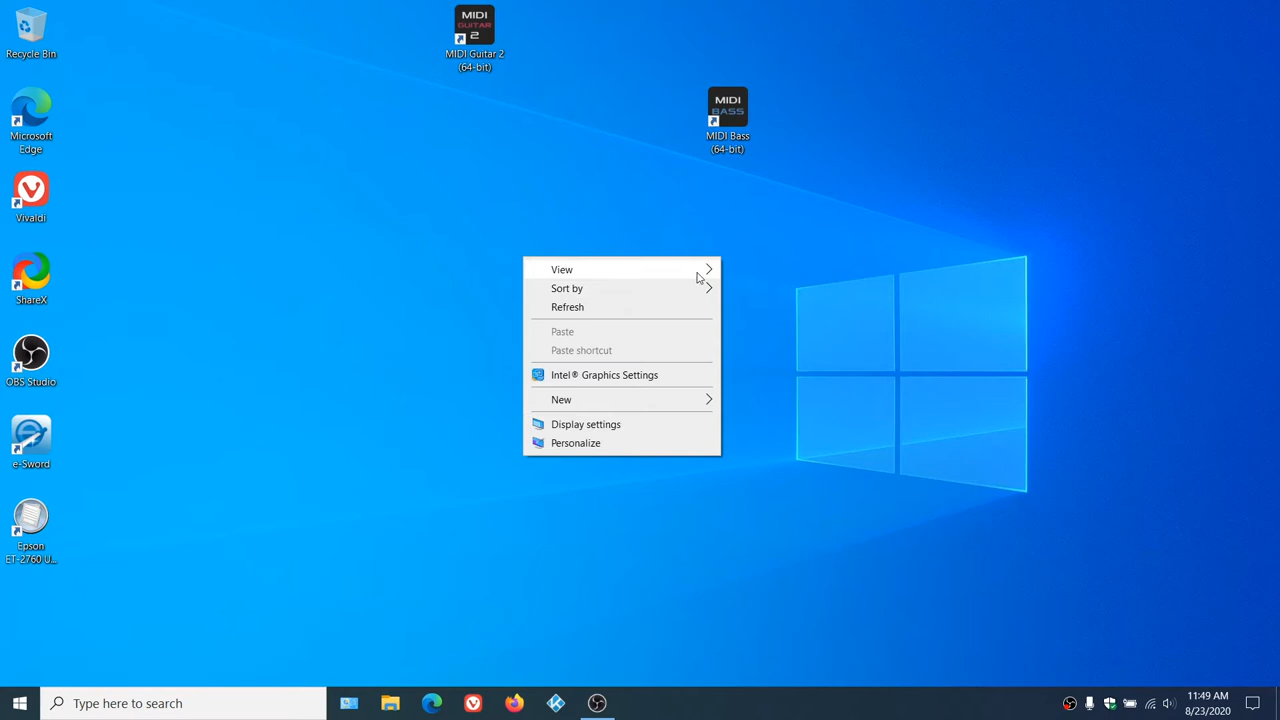 Recycle Bin
Microsoft
Edge
Vivaldi
ShareX
OBS Studio
e-Sword
Epson
ET-2760 U...
MIDI
GUITAR
2
MIDI Guitar 2
(64-bit)
MIDI
BASS
MIDI Bass
(64-bit)
View
Sort by
Refresh
Paste
Paste shortcut
Intel® Graphics Settings
New
Display settings
Personalize
Type here to search
11:49 AM
8/23/2020